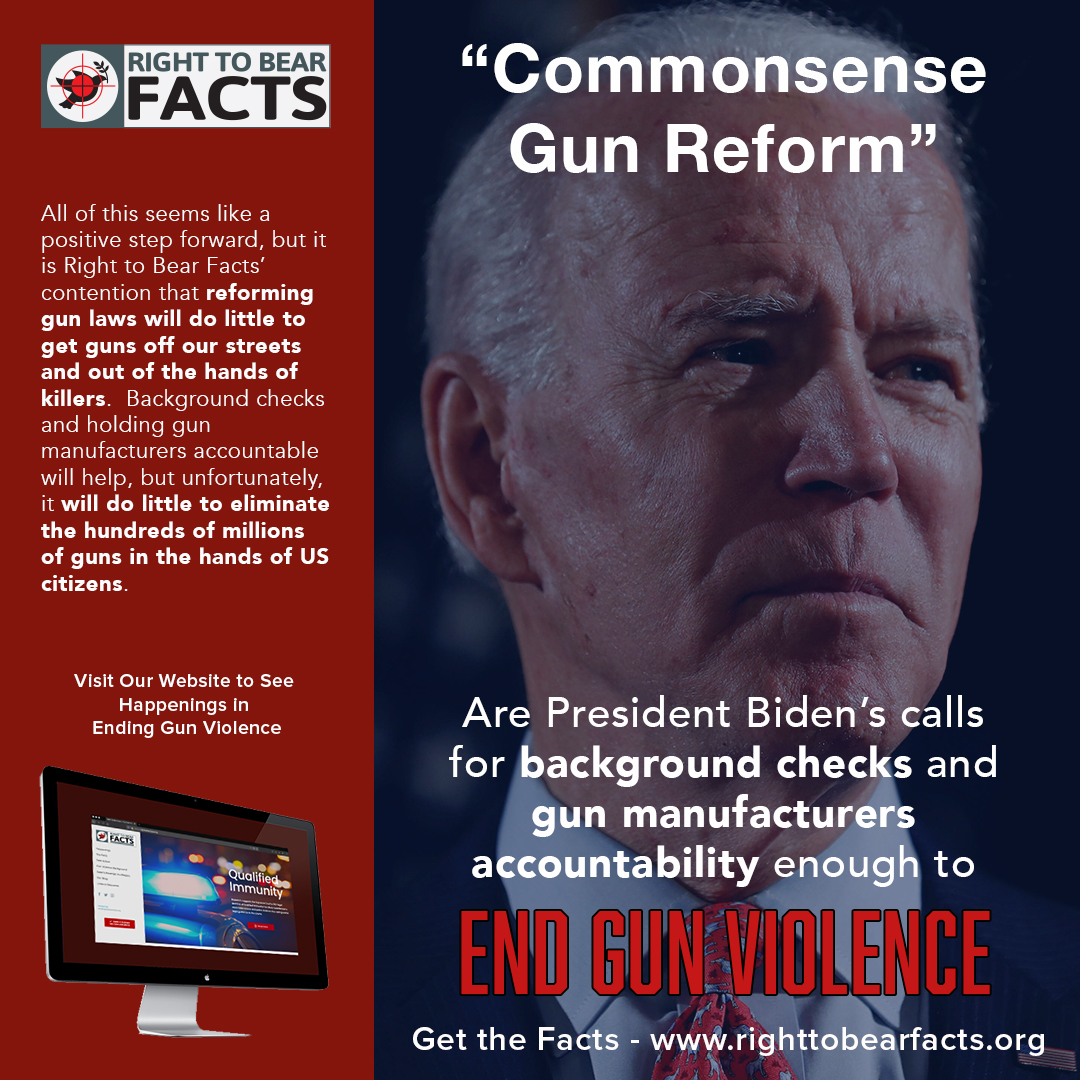 RIGHT TO BEAR
FACTS
All of this seems like a
positive step forward, but it
is Right to Bear Facts’
contention that reforming
gun laws will do little to
get guns off our streets
and out of the hands of
killers.  Background checks
and holding gun
manufacturers accountable
will help, but unfortunately,
it will do little to eliminate
the hundreds of millions
of guns in the hands of US
citizens.
Visit Our Website to See
Happenings in
Ending Gun Violence
RIGHT TO BEAR
FACTS
Qualified
Immunity
“Commonsense
Gun Reform”
Are President Biden’s calls
for background checks and
gun manufacturers
accountability enough to
END GUN VIOLENCE
Get the Facts - www.righttobearfacts.org